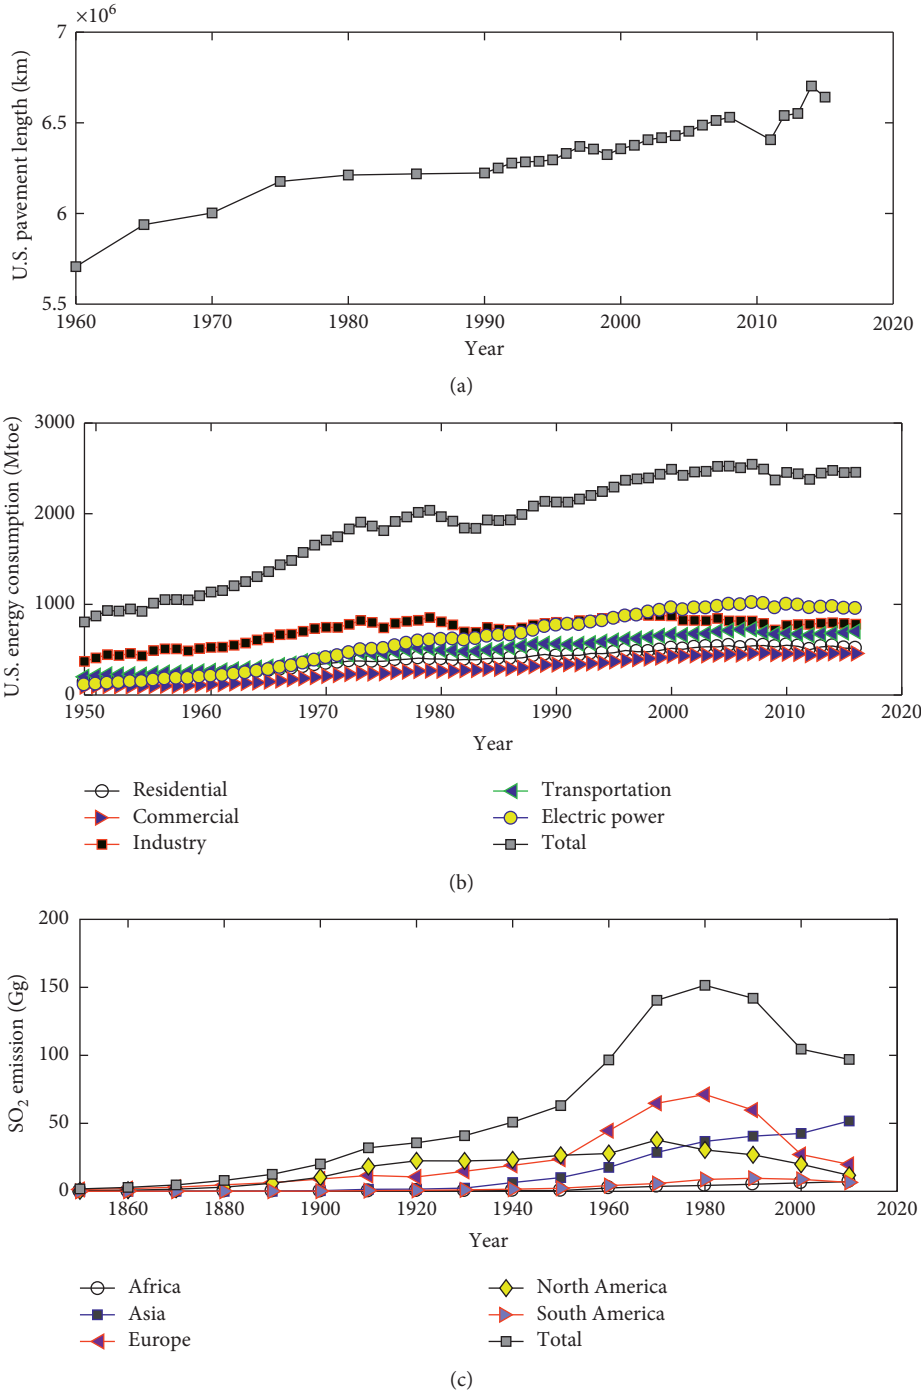 ×10⁶
7
6.5
6
5.5
U.S. pavement length (km)
1960 1970 1980 1990 2000 2010 2020
Year
(a)
3000
2000
1000
0
U.S. energy consumption (Mtoe)
1950 1960 1970 1980 1990 2000 2010 2020
Year
Residential
Commercial
Industry
Transportation
Electric power
Total
(b)
200
150
100
50
0
SO₂ emission (Gg)
1860 1880 1900 1920 1940 1960 1980 2000 2020
Year
Africa
Asia
Europe
North America
South America
Total
(c)